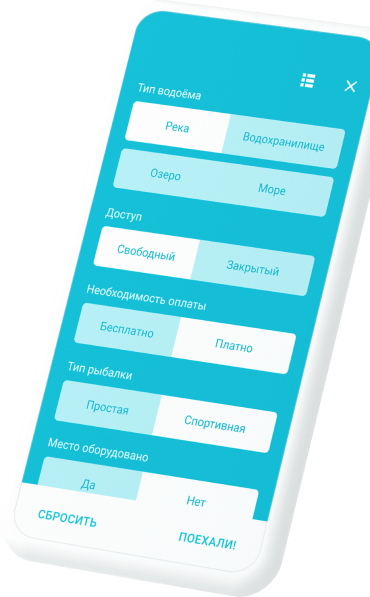 Тип водоёма
Река Водохранилище
Озеро Море
Доступ
Свободный Закрытый
Необходимость оплаты
Бесплатно Платно
Тип рыбалки
Простая Спортивная
Место оборудовано
Да Нет
СБРОСИТЬ ПОЕХАЛИ!